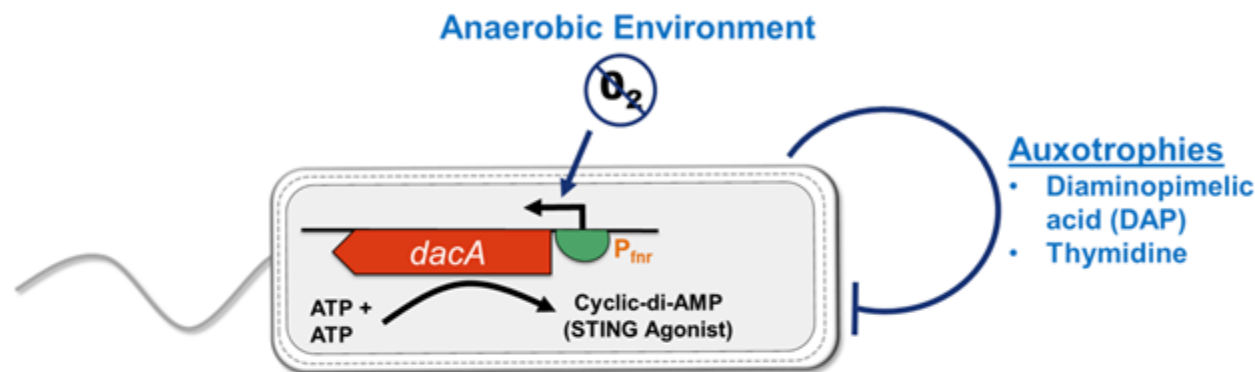 Anaerobic Environment
O₂
Auxotrophies
• Diaminopimelic
acid (DAP)
• Thymidine
dacA
Pfnr
ATP +
ATP
Cyclic-di-AMP
(STING Agonist)